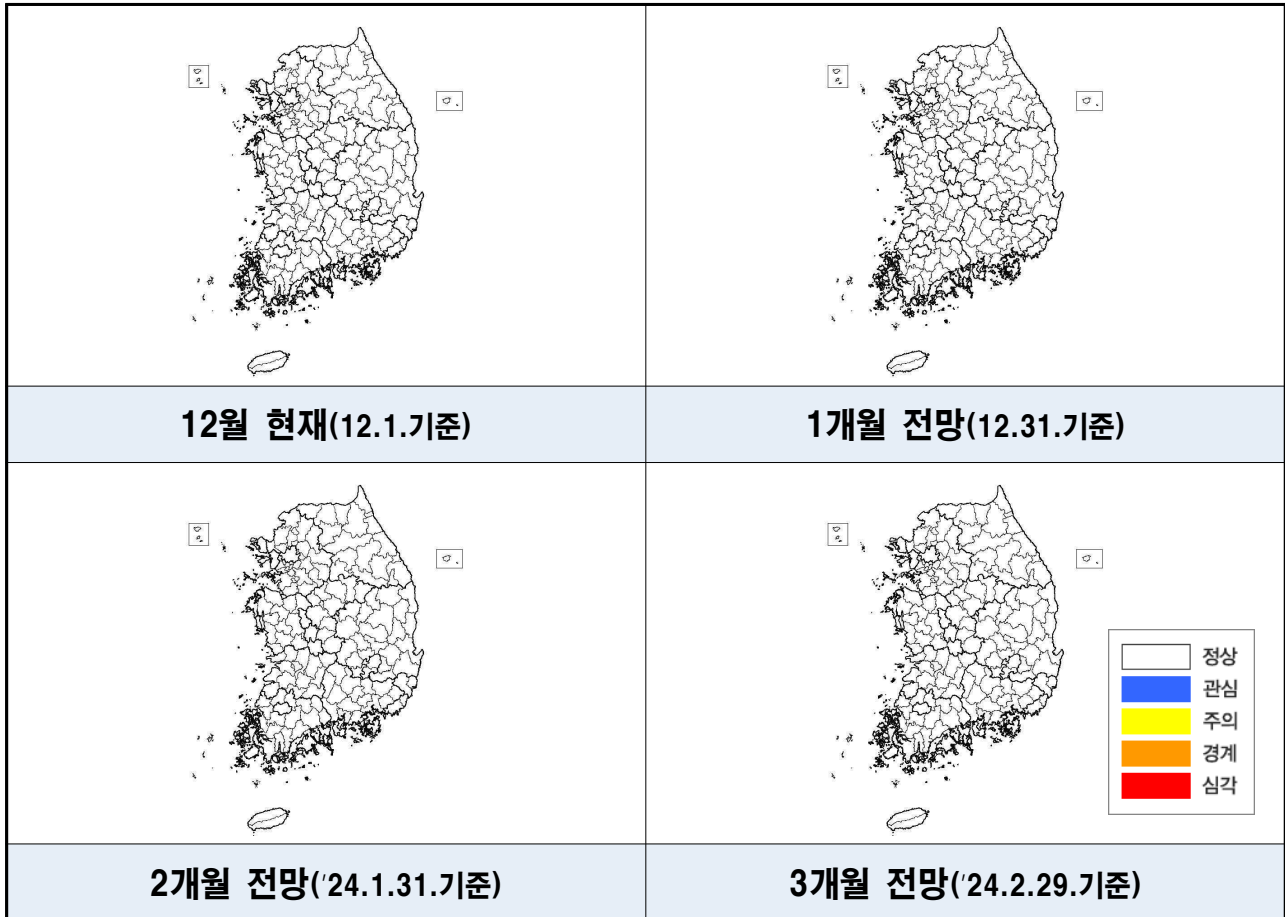 12월 현재(12.1.기준)
1개월 전망(12.31.기준)
정상
관심
주의
경계
심각
2개월 전망('24.1.31.기준)
3개월 전망('24.2.29.기준)